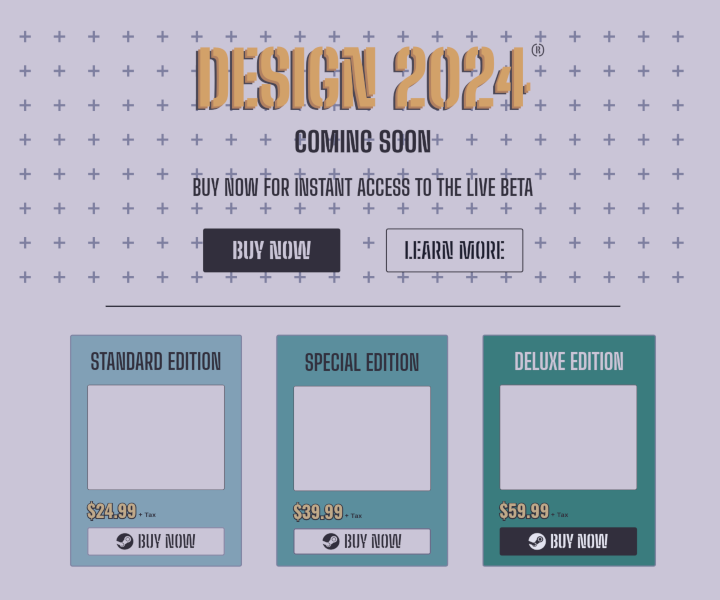 DESIGN 2024®
COMING SOON
BUY NOW FOR INSTANT ACCESS TO THE LIVE BETA
BUY NOW
LEARN MORE
STANDARD EDITION
$24.99 + Tax
BUY NOW
SPECIAL EDITION
$39.99 + Tax
BUY NOW
DELUXE EDITION
$59.99 + Tax
BUY NOW